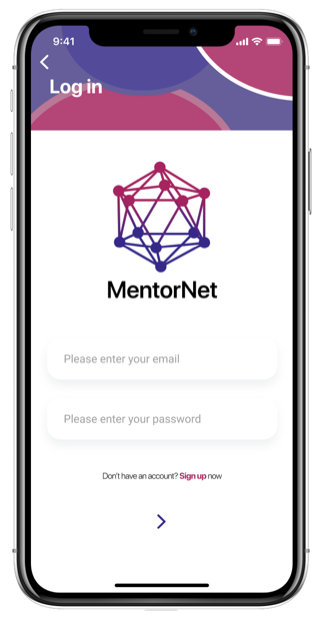 9:41
Log in
MentorNet
Please enter your email
Please enter your password
Don't have an account? Sign up now